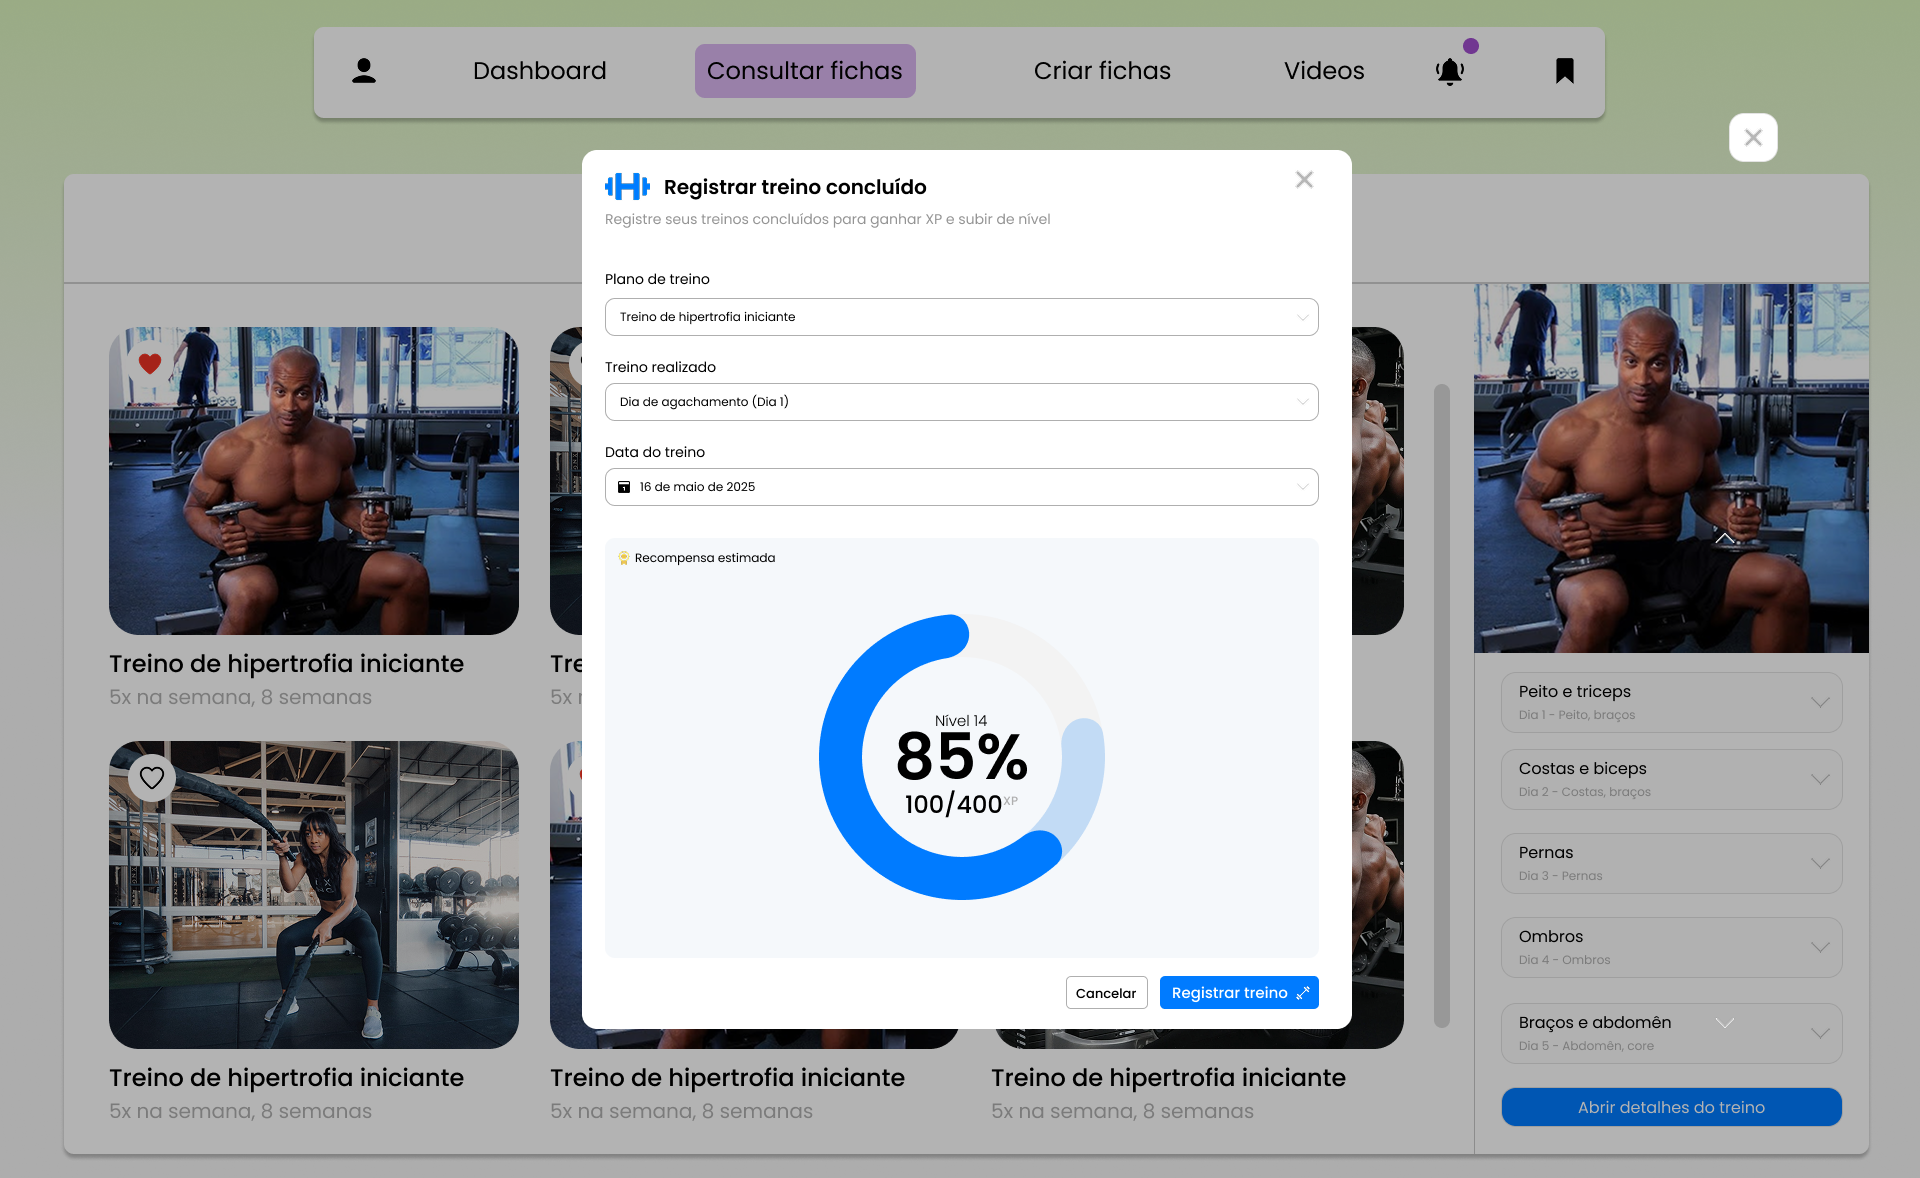 Dashboard
Consultar fichas
Criar fichas
Videos
Registrar treino concluído
Registre seus treinos concluídos para ganhar XP e subir de nível
Plano de treino
Treino de hipertrofia iniciante
Treino realizado
Dia de agachamento (Dia 1)
Data do treino
16 de maio de 2025
Recompensa estimada
Nível 14
85%
100/400 XP
Cancelar
Registrar treino
Treino de hipertrofia iniciante
5x na semana, 8 semanas
Tre
5x
Treino de hipertrofia iniciante
5x na semana, 8 semanas
Treino de hipertrofia iniciante
5x na semana, 8 semanas
Treino de hipertrofia iniciante
5x na semana, 8 semanas
Peito e triceps
Dia 1 - Peito, braços
Costas e biceps
Dia 2 - Costas, braços
Pernas
Dia 3 - Pernas
Ombros
Dia 4 - Ombros
Braços e abdomên
Dia 5 - Abdomên, core
Abrir detalhes do treino